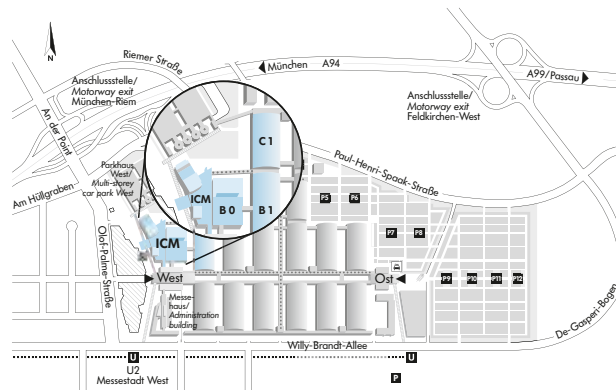 Riemer Straße
München A94
A99/Passau
Anschlussstelle/
Motorway exit
München-Riem
Anschlussstelle/
Motorway exit
Feldkirchen-West
N
An der Point
C 1
Paul-Henri-Spaak-Straße
Parkhaus
West/
Multi-storey
car park West
Am Hüllgraben
ICM
B 0
B 1
P5
P6
P7
P8
ICM
Olof-Palme-Straße
West
Ost
P9
P10
P11
P12
Messe-
haus/
Administration
building
De-Gasperi-Bogen
Willy-Brandt-Allee
U
U
U2
Messestadt West
P